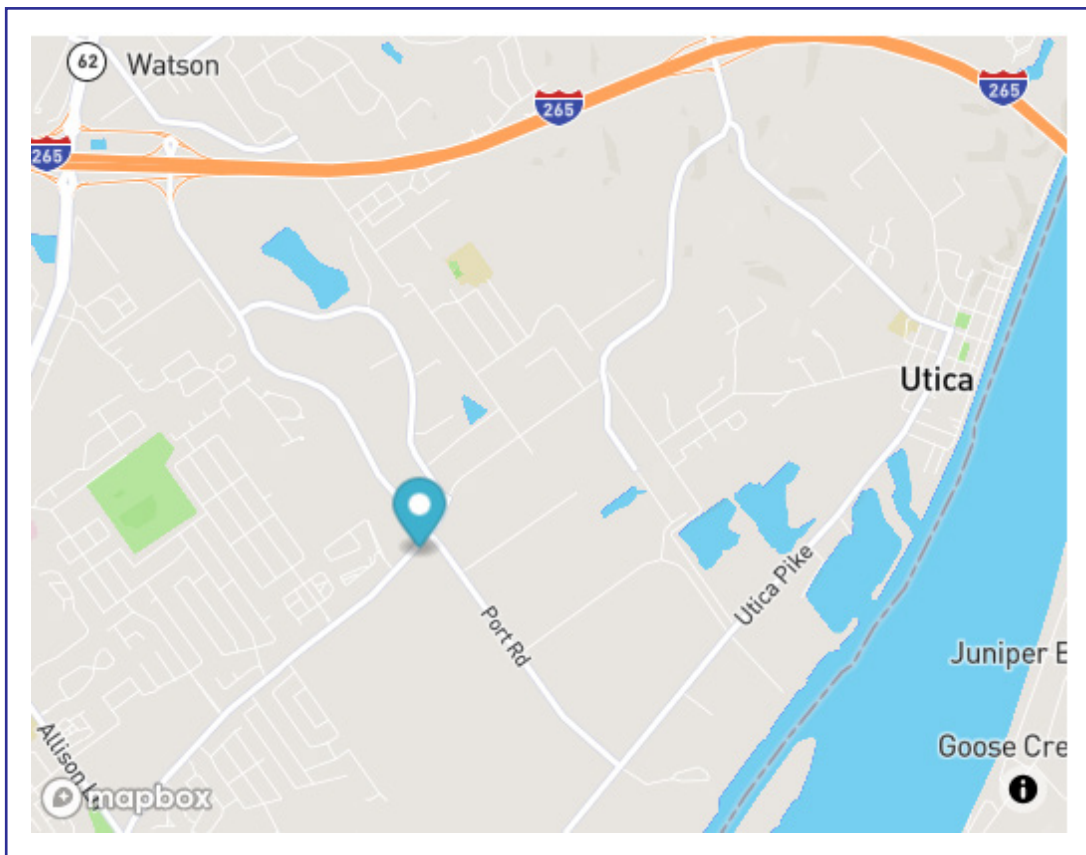 62
Watson
265
265
265
Utica
Utica Pike
Port Rd
Juniper B
Goose Cre
Allison L
mapbox
i